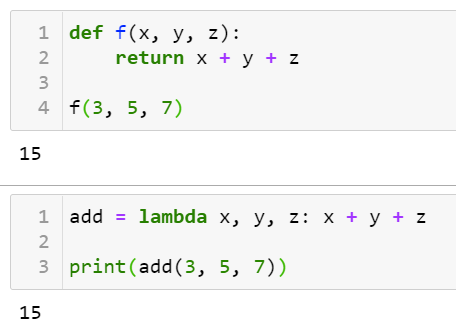 1 def f(x, y, z):
2     return x + y + z
3
4 f(3, 5, 7)
15
1 add = lambda x, y, z: x + y + z
2
3 print(add(3, 5, 7))
15